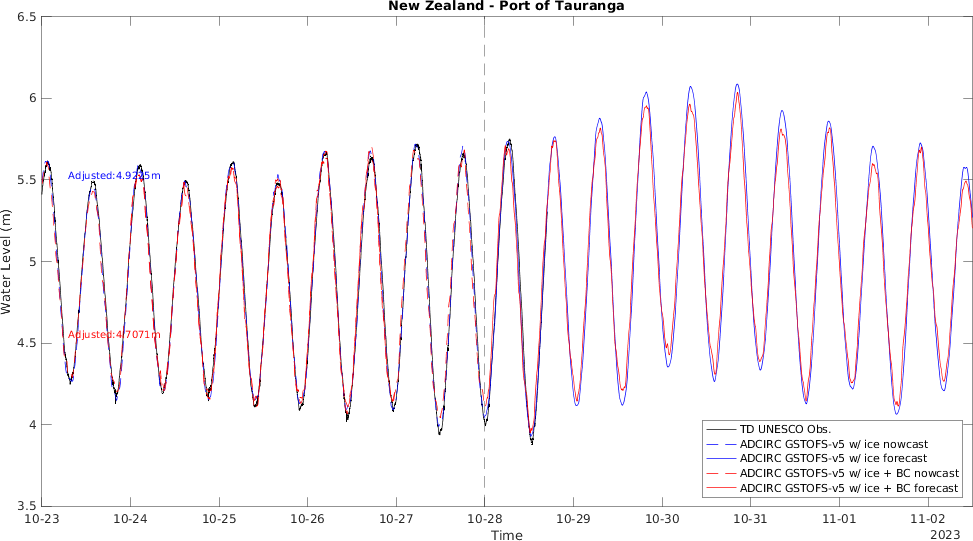 New Zealand - Port of Tauranga
6.5
6
5.5
5
4.5
4
3.5
Water Level (m)
Adjusted:4.9225m
Adjusted:4.7071m
TD UNESCO Obs.
ADCIRC GSTOFS-v5 w/ ice nowcast
ADCIRC GSTOFS-v5 w/ ice forecast
ADCIRC GSTOFS-v5 w/ ice + BC nowcast
ADCIRC GSTOFS-v5 w/ ice + BC forecast
10-23 10-24 10-25 10-26 10-27 10-28 10-29 10-30 10-31 11-01 11-02
2023
Time